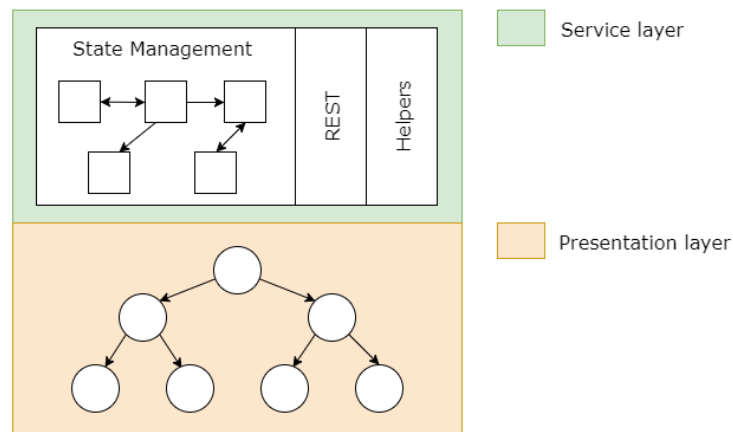 State Management
REST
Helpers
Service layer
Presentation layer